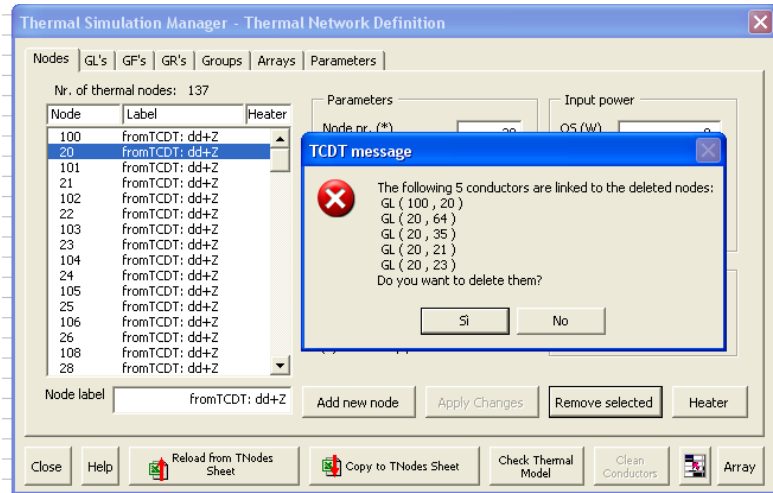 Thermal Simulation Manager - Thermal Network Definition
Nodes GL's GF's GR's Groups Arrays Parameters
Nr. of thermal nodes: 137
Node Label Heater
100 fromTCDT: dd+Z
20 fromTCDT: dd+Z
101 fromTCDT: dd+Z
21 fromTCDT: dd+Z
102 fromTCDT: dd+Z
22 fromTCDT: dd+Z
103 fromTCDT: dd+Z
23 fromTCDT: dd+Z
104 fromTCDT: dd+Z
24 fromTCDT: dd+Z
105 fromTCDT: dd+Z
25 fromTCDT: dd+Z
106 fromTCDT: dd+Z
26 fromTCDT: dd+Z
108 fromTCDT: dd+Z
28 fromTCDT: dd+Z
Node label fromTCDT: dd+Z
Parameters
Node nr. (*) 20
Input power
QS (W) 0
TCDT message
The following 5 conductors are linked to the deleted nodes:
GL ( 100 , 20 )
GL ( 20 , 64 )
GL ( 20 , 35 )
GL ( 20 , 21 )
GL ( 20 , 23 )
Do you want to delete them?
Sì No
Add new node Apply Changes Remove selected Heater
Close Help Reload from TNodes
Sheet
Copy to TNodes Sheet
Check Thermal
Model
Clean
Conductors
Array